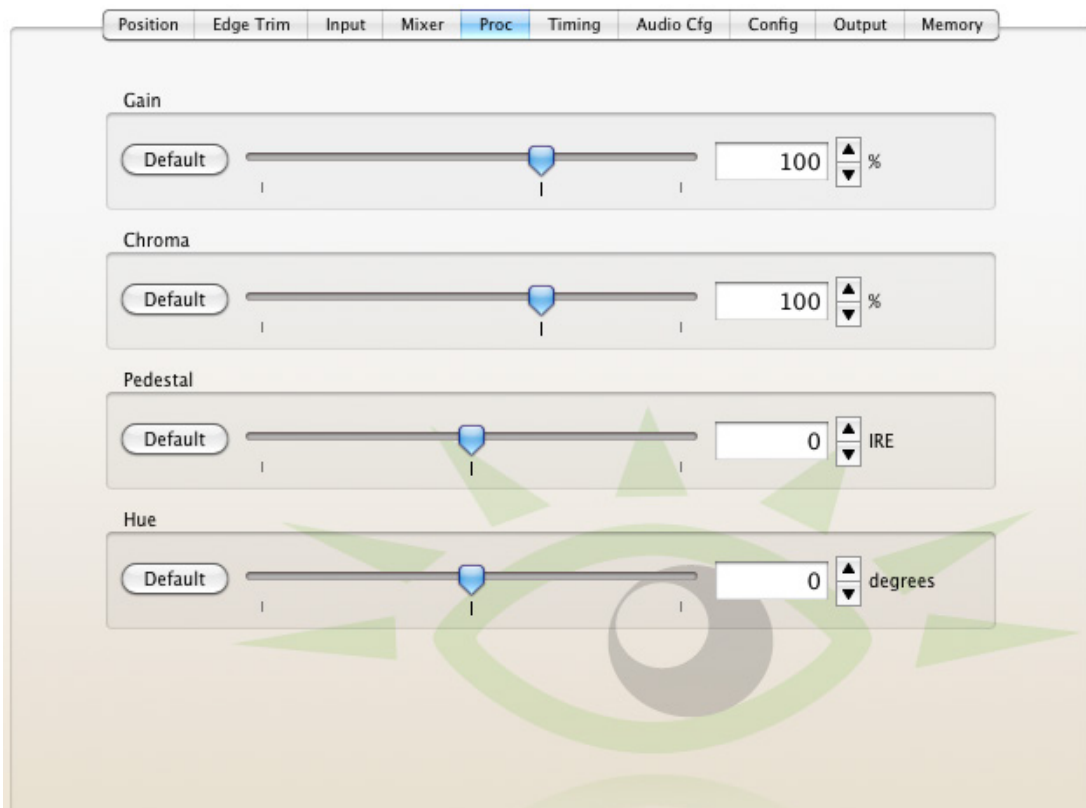 Position Edge Trim Input Mixer Proc Timing Audio Cfg Config Output Memory
Gain
Default 100 %
Chroma
Default 100 %
Pedestal
Default 0 IRE
Hue
Default 0 degrees